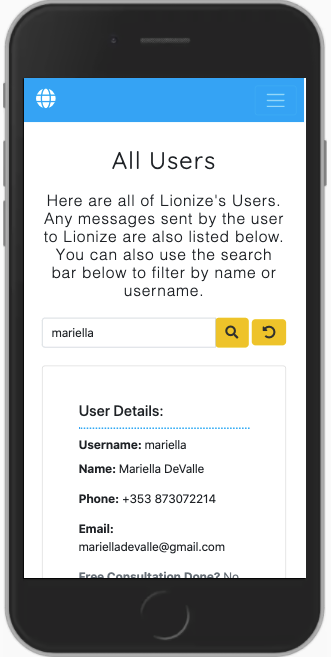 All Users
Here are all of Lionize's Users.
Any messages sent by the user
to Lionize are also listed below.
You can also use the search
bar below to filter by name or
username.
mariella
User Details:
Username: mariella
Name: Mariella DeValle
Phone: +353 873072214
Email:
marielladevalle@gmail.com
Free Consultation Done? No